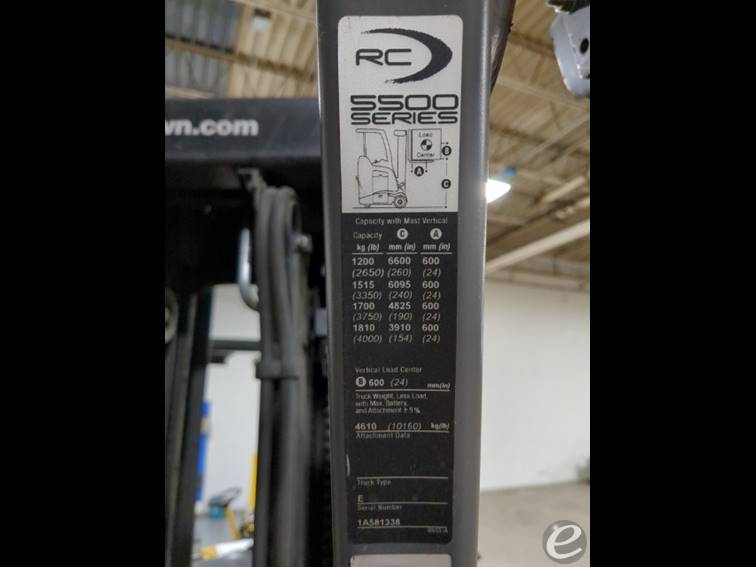 RC
5500
SERIES
wn.com
Load
Center
B
A
C
Capacity with Mast Vertical
Capacity C A
kg (lb) mm (in) mm (in)
1200 6600 600
(2650) (260) (24)
1515 6095 600
(3350) (240) (24)
1700 4825 600
(3750) (190) (24)
1810 3910 600
(4000) (154) (24)
Vertical Load Center
B 600 (24) mm(in)
Truck Weight, Less Load,
with Max. Battery,
and Attachment ± 5%
4610 (10160) kg(lb)
Attachment Data
Truck Type
E
Serial Number
1A581338
e